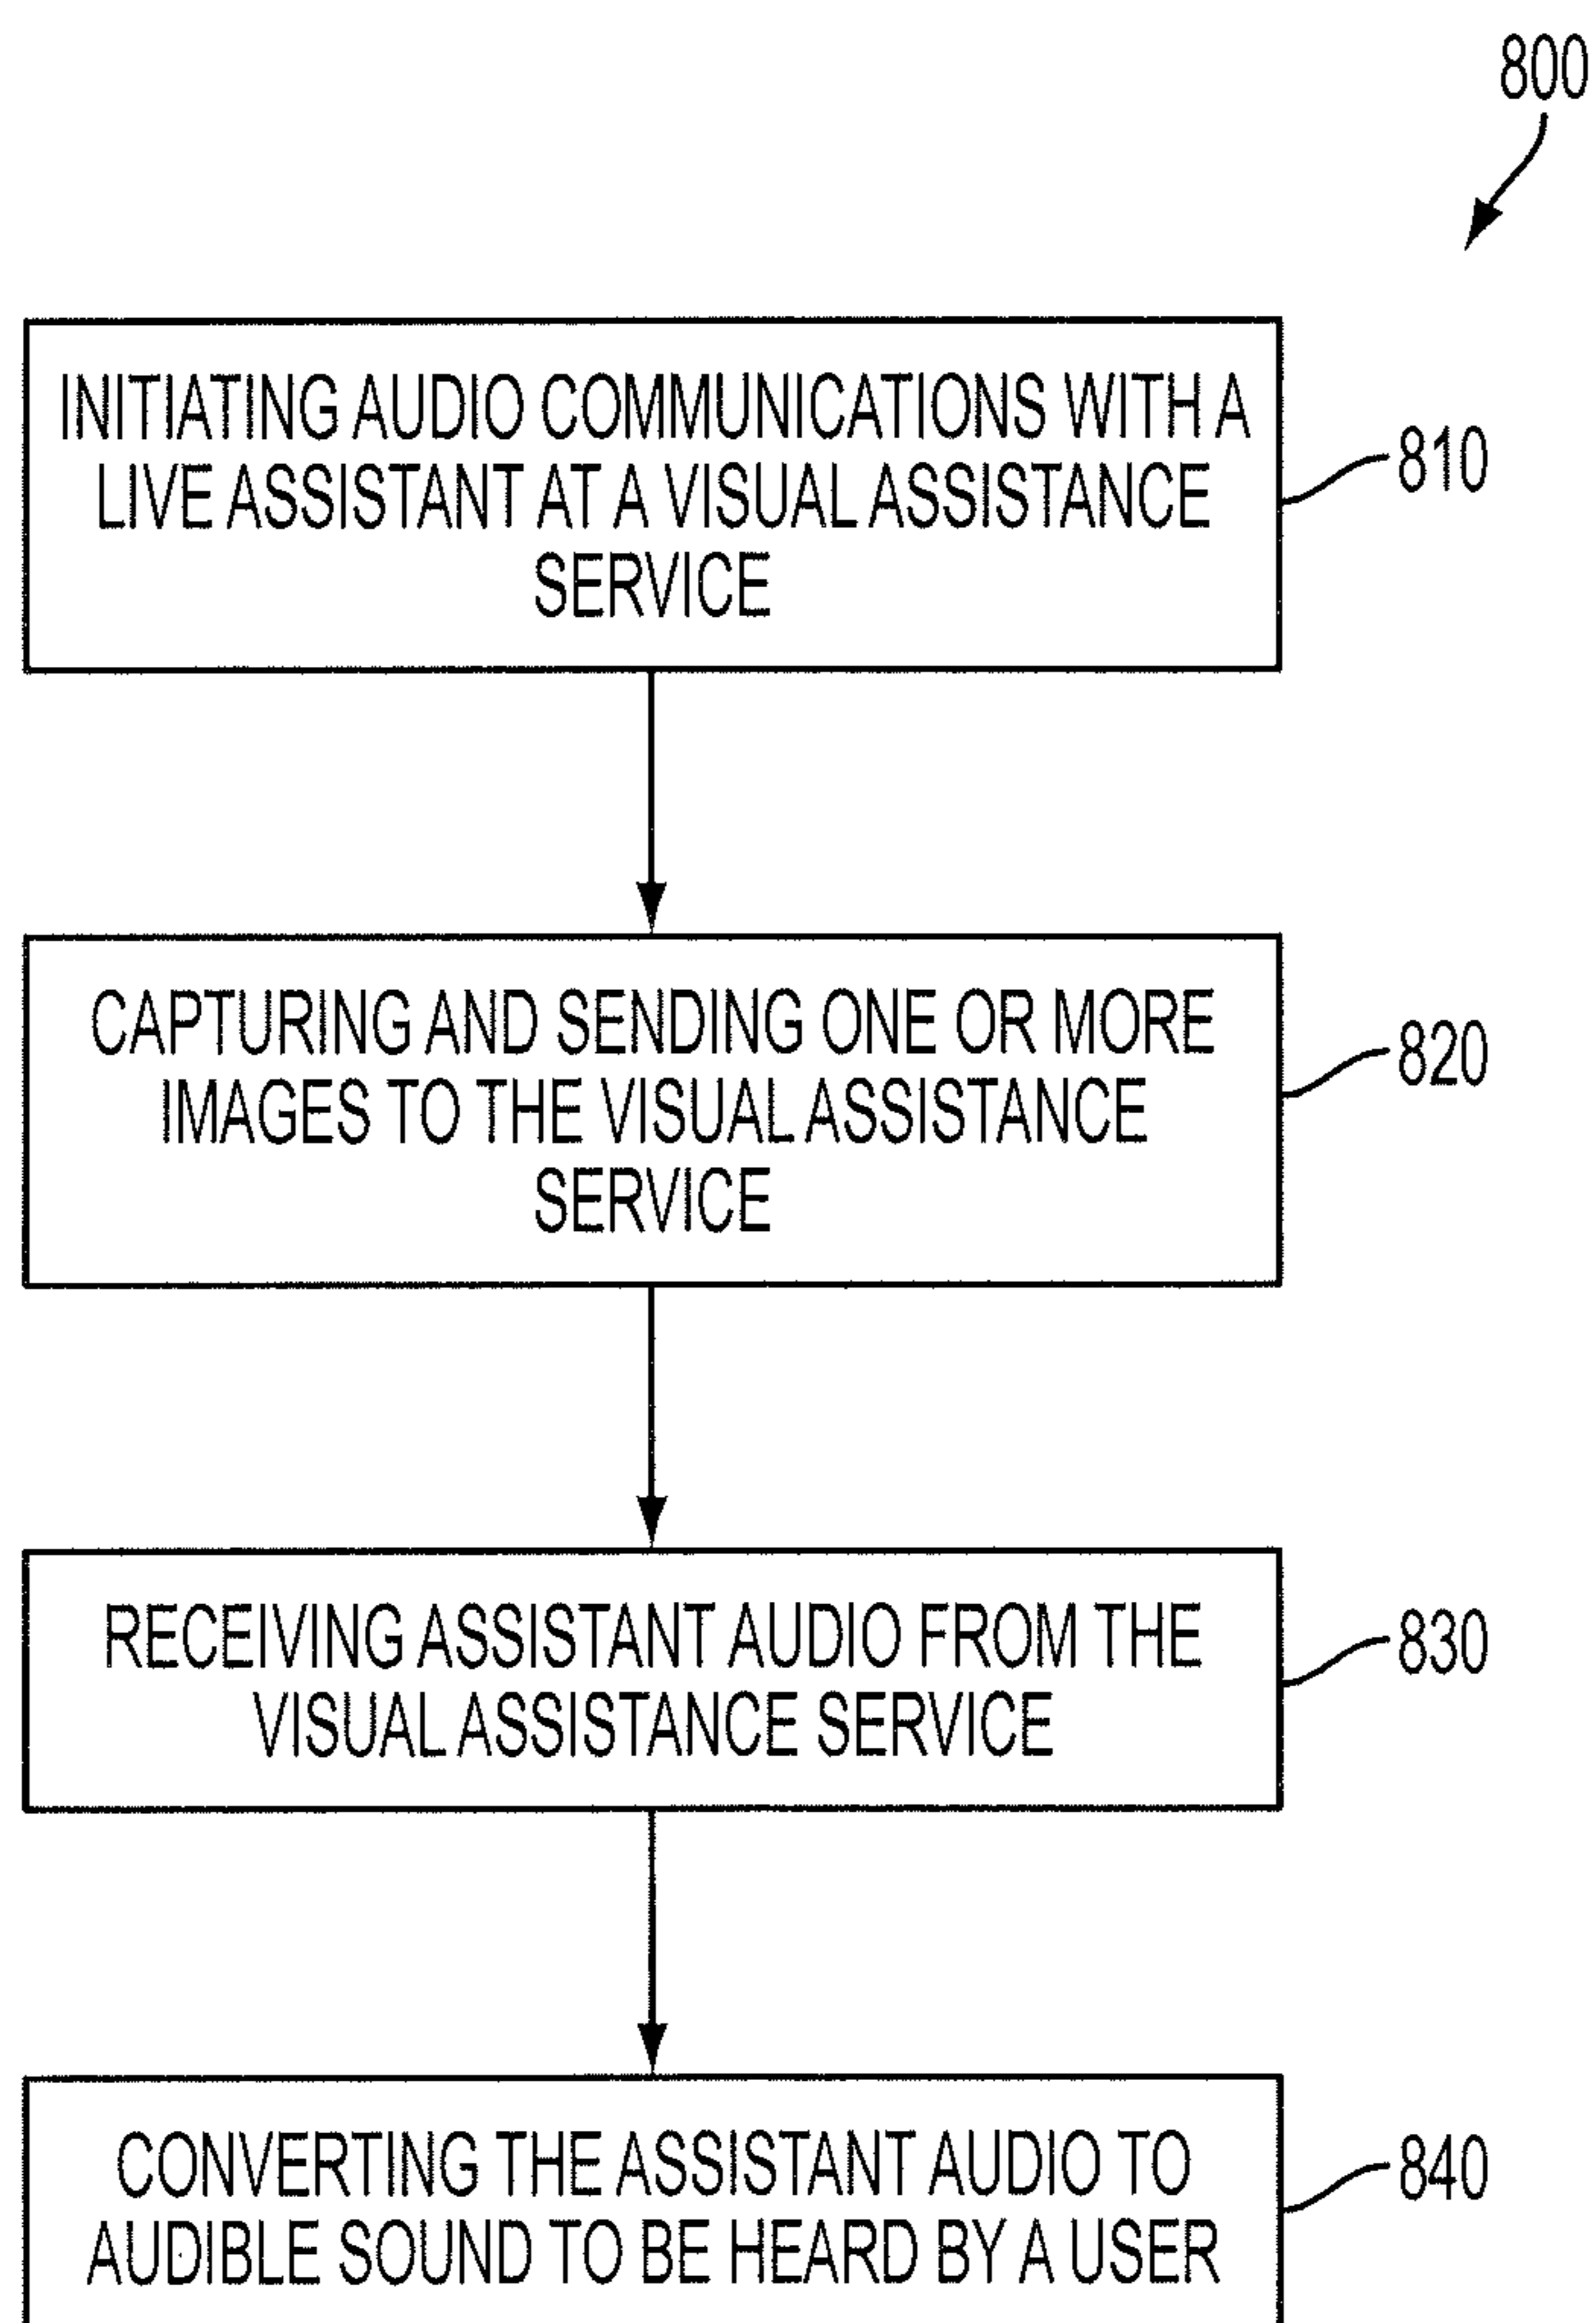 800
INITIATING AUDIO COMMUNICATIONS WITH A
LIVE ASSISTANT AT A VISUAL ASSISTANCE
SERVICE
810
CAPTURING AND SENDING ONE OR MORE
IMAGES TO THE VISUAL ASSISTANCE
SERVICE
820
RECEIVING ASSISTANT AUDIO FROM THE
VISUAL ASSISTANCE SERVICE
830
CONVERTING THE ASSISTANT AUDIO TO
AUDIBLE SOUND TO BE HEARD BY A USER
840